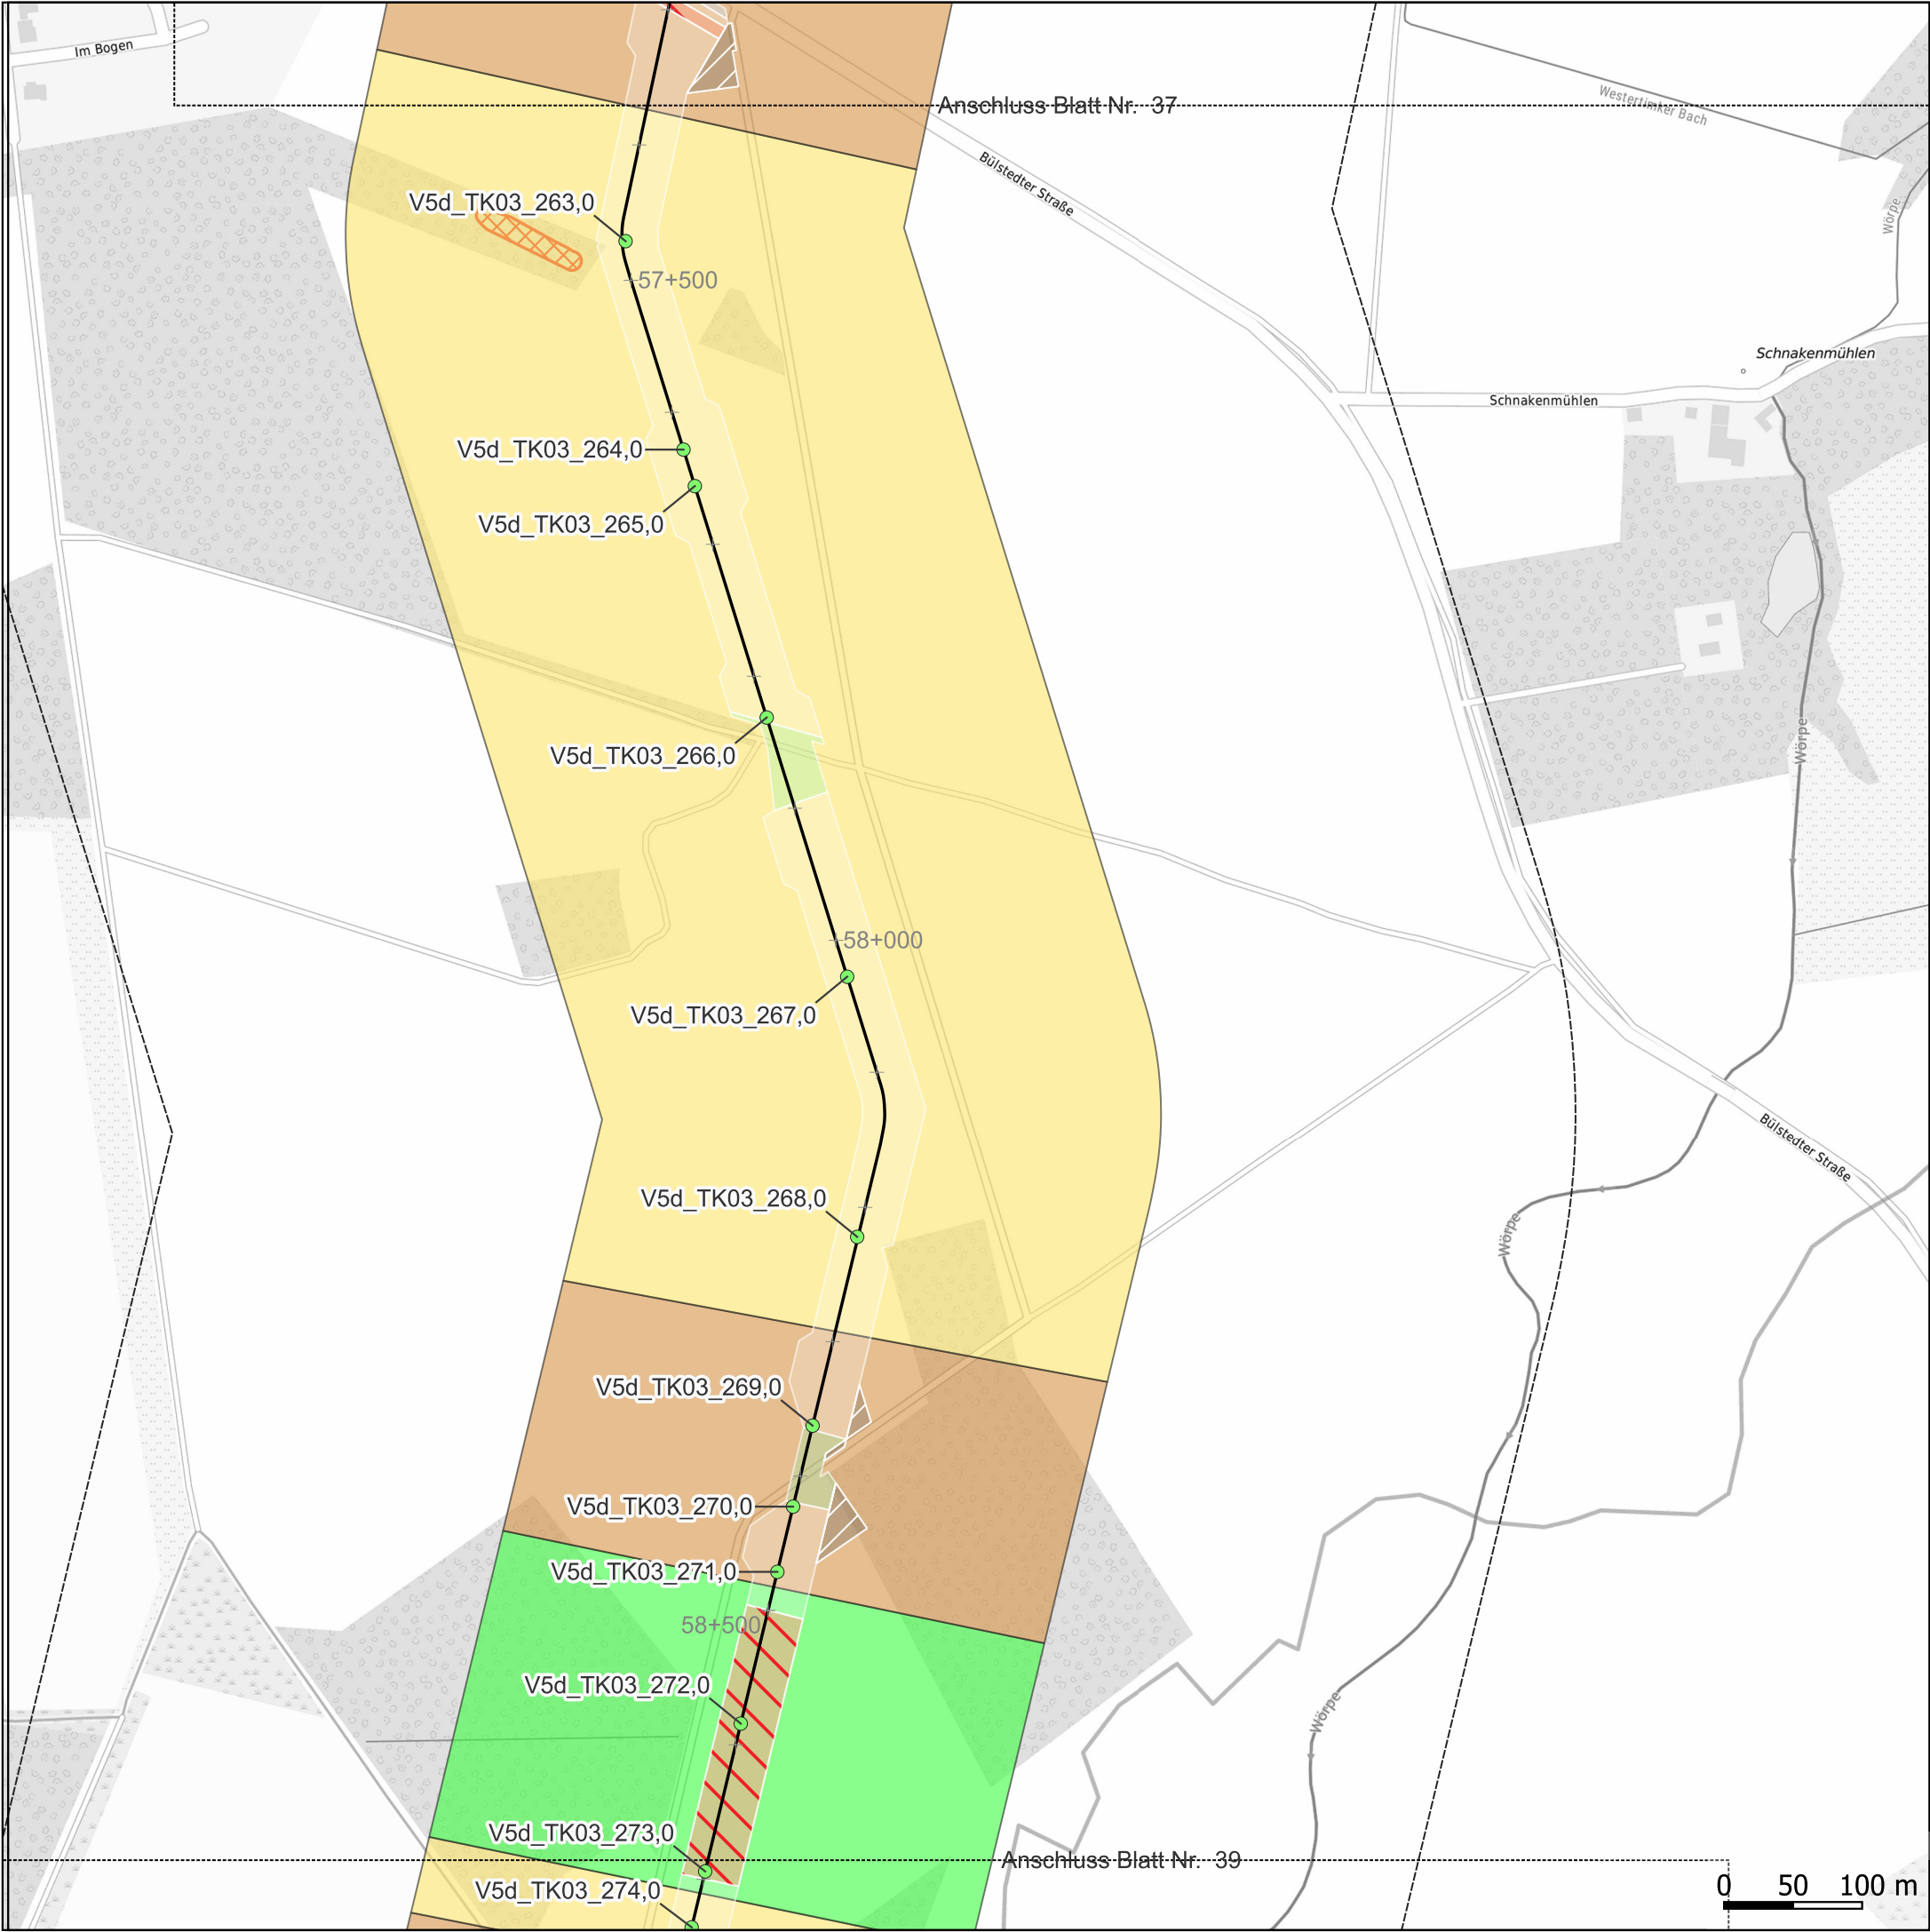 Im Bogen
Anschluss Blatt Nr. 37
Westertimker Bach
Bülstedter Straße
V5d_TK03_263,0
Wörpe
57+500
Schnakenmühlen
Schnakenmühlen
V5d_TK03_264,0
V5d_TK03_265,0
V5d_TK03_266,0
Wörpe
58+000
V5d_TK03_267,0
Bülstedter Straße
V5d_TK03_268,0
Wörpe
V5d_TK03_269,0
V5d_TK03_270,0
V5d_TK03_271,0
58+500
V5d_TK03_272,0
Wörpe
V5d_TK03_273,0
Anschluss Blatt Nr. 39
V5d_TK03_274,0
0 50 100 m